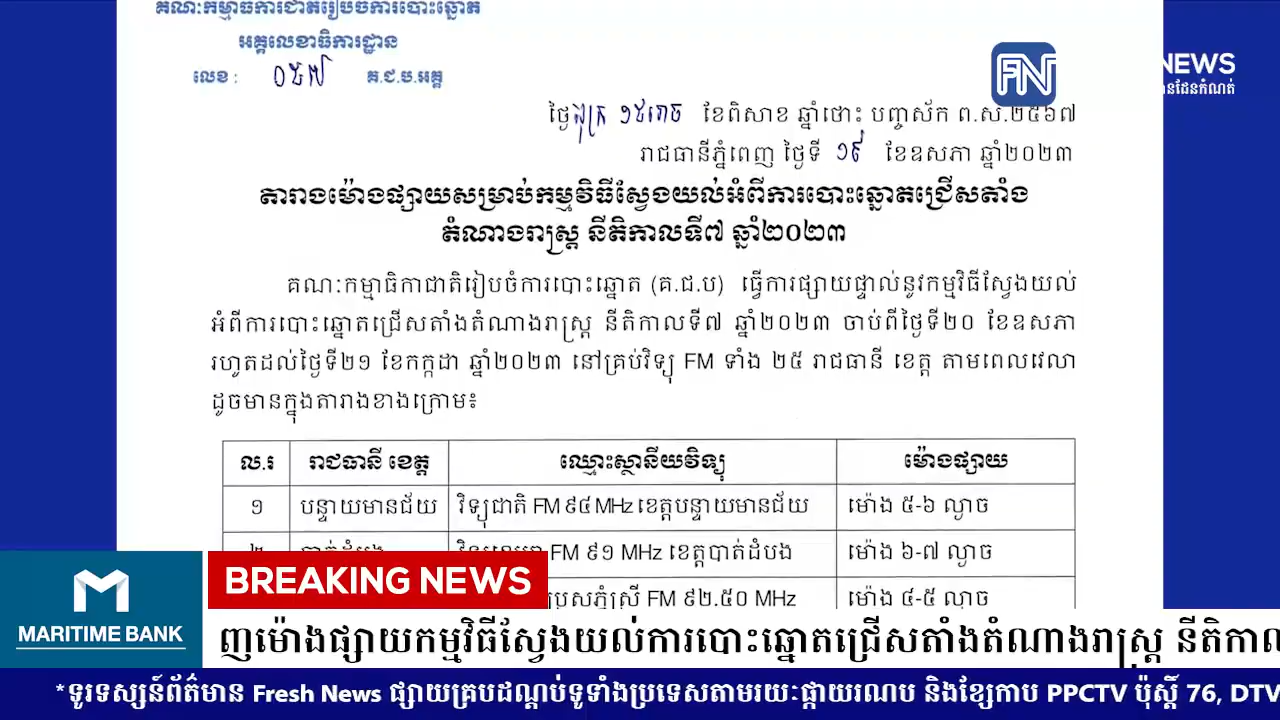 គណៈកម្មាធិការជាតិរៀបចំការបោះឆ្នោត
អគ្គលេខាធិការដ្ឋាន
លេខ : ០៥៧ គ.ជ.ប.អគ្គ
FN
NEWS
ដែនកំណត់
ថ្ងៃសុក្រ ១៥រោច ខែពិសាខ ឆ្នាំថោះ បញ្ចស័ក ព.ស.២៥៦៧
រាជធានីភ្នំពេញ ថ្ងៃទី ១៩ ខែឧសភា ឆ្នាំ២០២៣
តារាងម៉ោងផ្សាយសម្រាប់កម្មវិធីស្វែងយល់អំពីការបោះឆ្នោតជ្រើសតាំង
តំណាងរាស្ត្រ នីតិកាលទី៧ ឆ្នាំ២០២៣
គណៈកម្មាធិកាជាតិរៀបចំការបោះឆ្នោត (គ.ជ.ប) ធ្វើការផ្សាយផ្ទាល់នូវកម្មវិធីស្វែងយល់
អំពីការបោះឆ្នោតជ្រើសតាំងតំណាងរាស្ត្រ នីតិកាលទី៧ ឆ្នាំ២០២៣ ចាប់ពីថ្ងៃទី២០ ខែឧសភា
រហូតដល់ថ្ងៃទី២១ ខែកក្កដា ឆ្នាំ២០២៣ នៅគ្រប់វិទ្យុ FM ទាំង ២៥ រាជធានី ខេត្ត តាមពេលវេលា
ដូចមានក្នុងតារាងខាងក្រោម៖
ល.រ រាជធានី ខេត្ត ឈ្មោះស្ថានីយវិទ្យុ ម៉ោងផ្សាយ
១ បន្ទាយមានជ័យ វិទ្យុជាតិ FM ៩៤ MHz ខេត្តបន្ទាយមានជ័យ ម៉ោង ៥-៦ ល្ងាច
២ បាត់ដំបង FM ៩១ MHz ខេត្តបាត់ដំបង ម៉ោង ៦-៧ ល្ងាច
FM ៩២.៥០ MHz ម៉ោង ៤-៥ ល្ងាច
BREAKING NEWS
MARITIME BANK
ញម៉ោងផ្សាយកម្មវិធីស្វែងយល់ការបោះឆ្នោតជ្រើសតាំងតំណាងរាស្ត្រ នីតិកាល
*ទូរទស្សន៍ព័ត៌មាន Fresh News ផ្សាយគ្របដណ្តប់ទូទាំងប្រទេសតាមរយៈផ្កាយរណប និងខ្សែកាប PPCTV ប៉ុស្តិ៍ 76, DTV